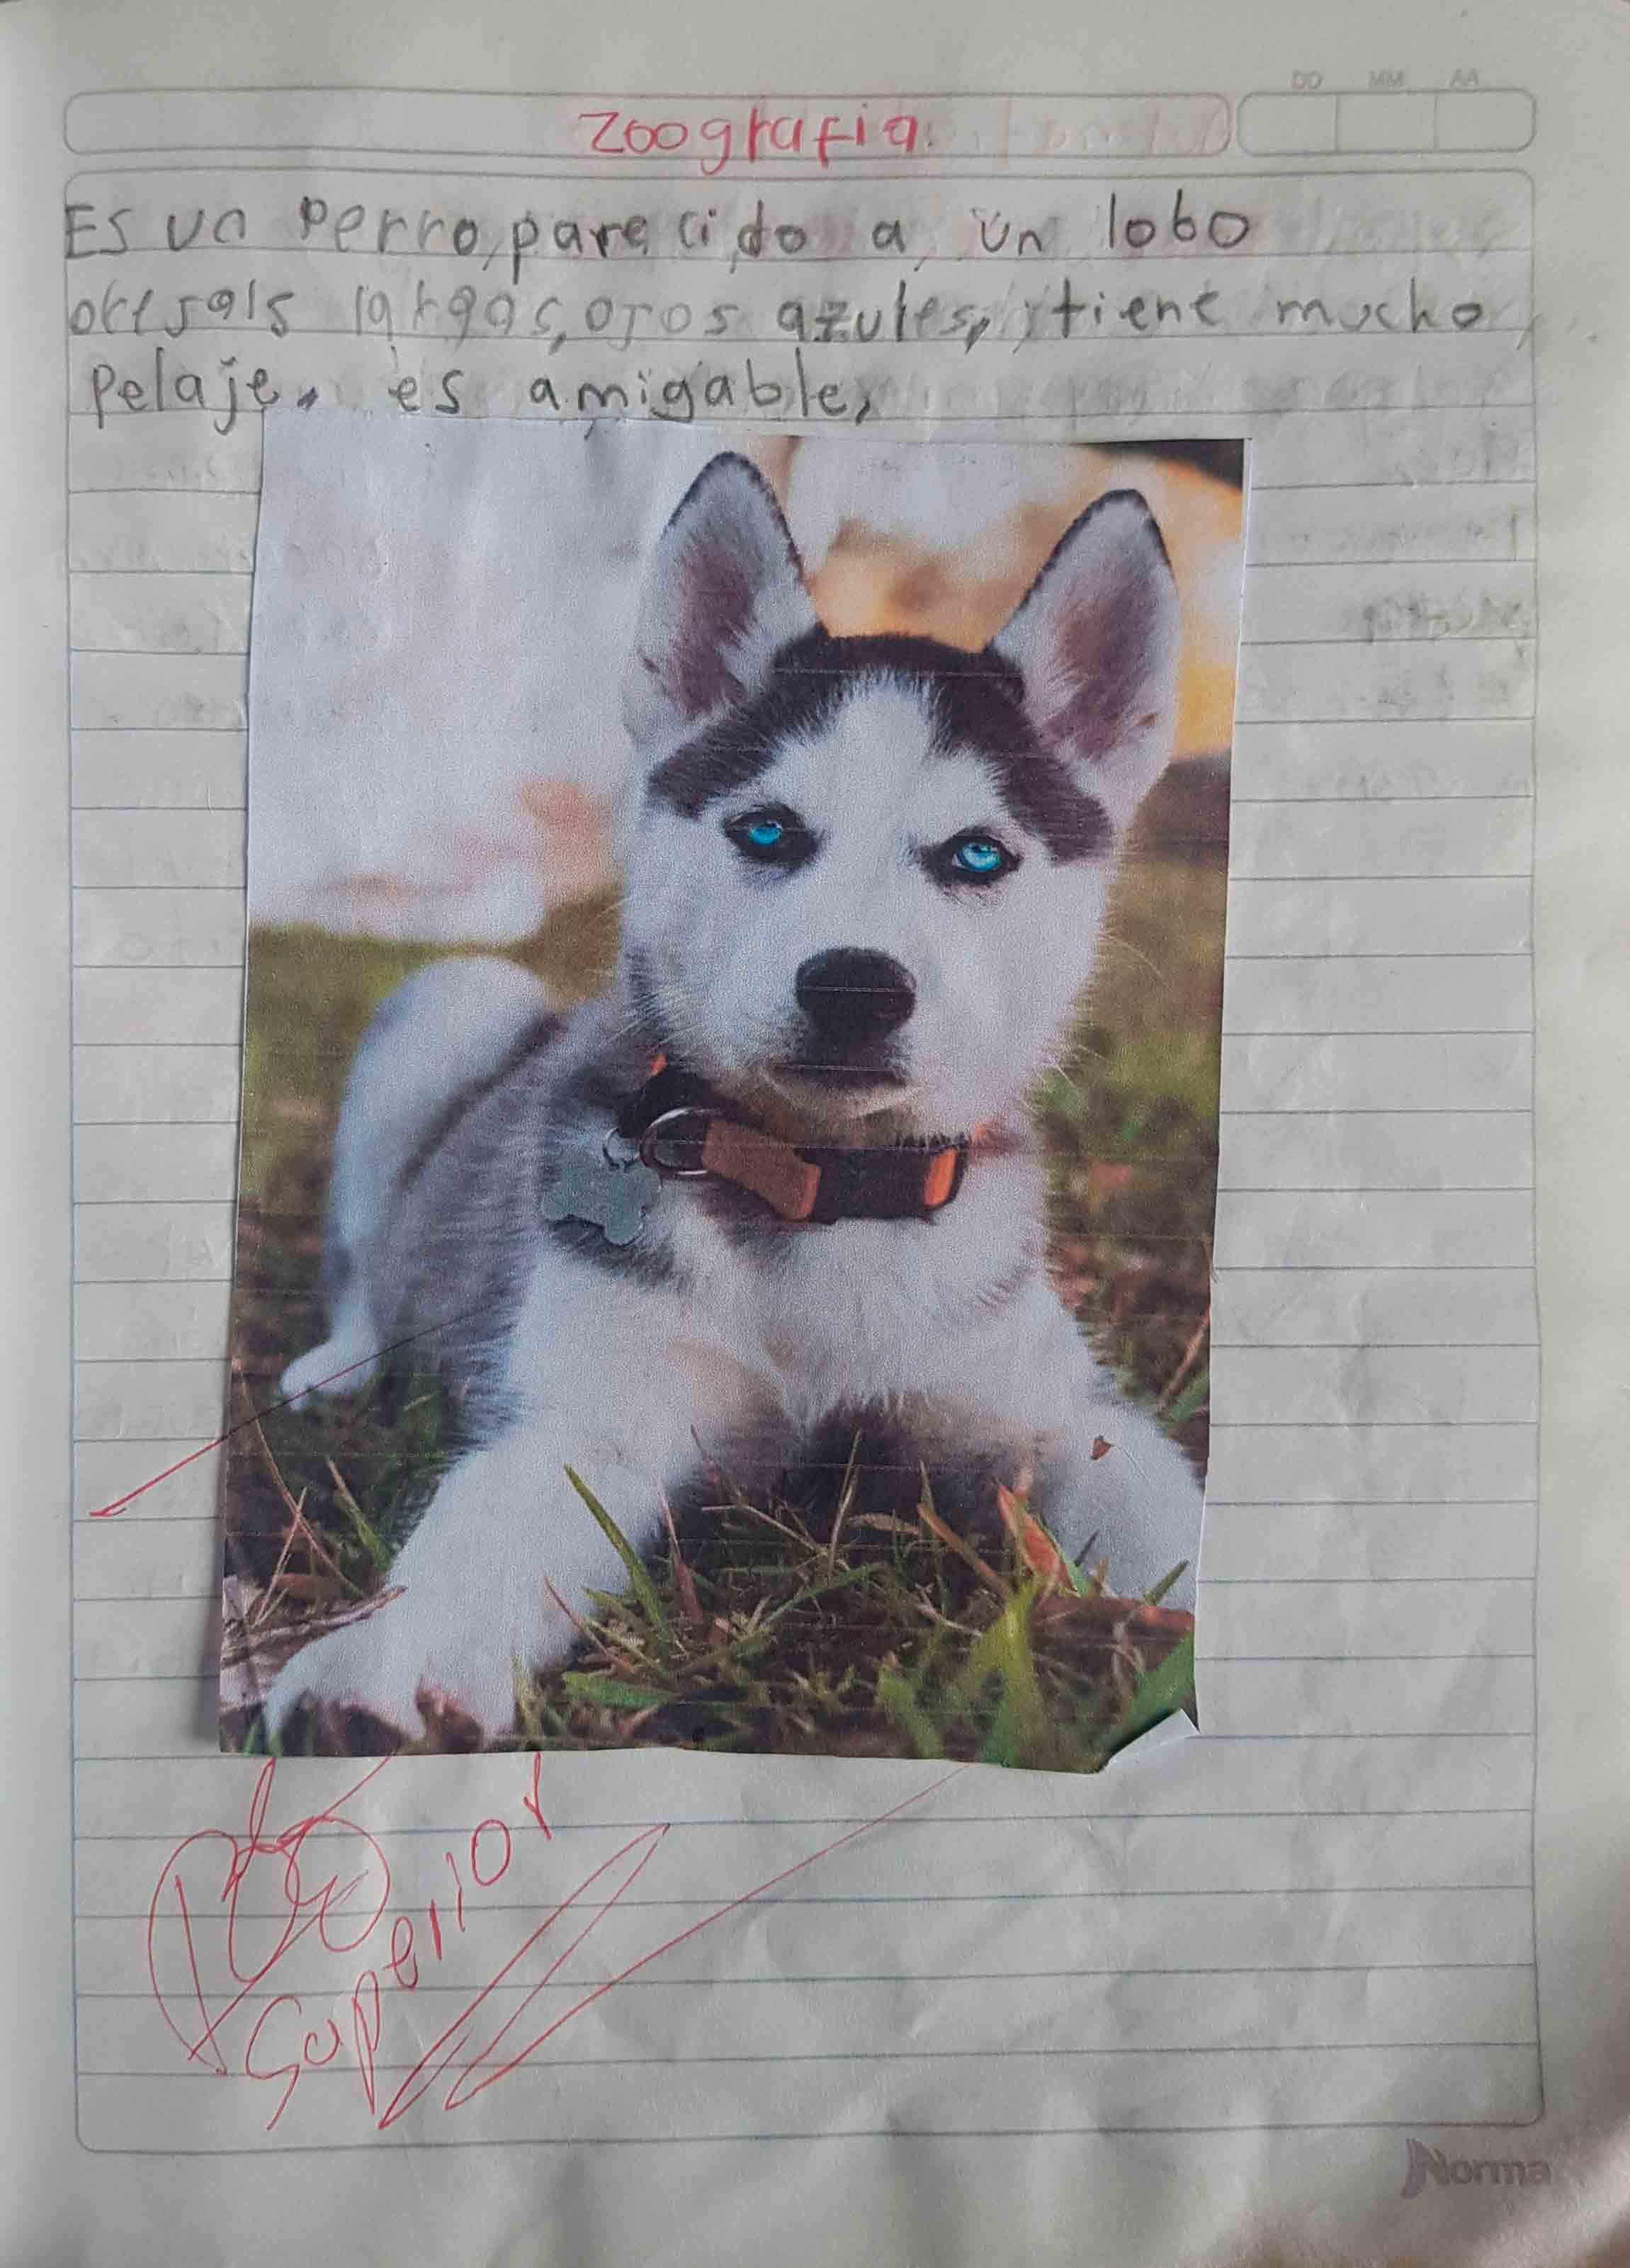 DD MM AA
Zoografia
Es un perro, parecido a un lobo
oresals largas, ojos azules, tiene mucho
pelaje, es amigable,
Superior
Norma